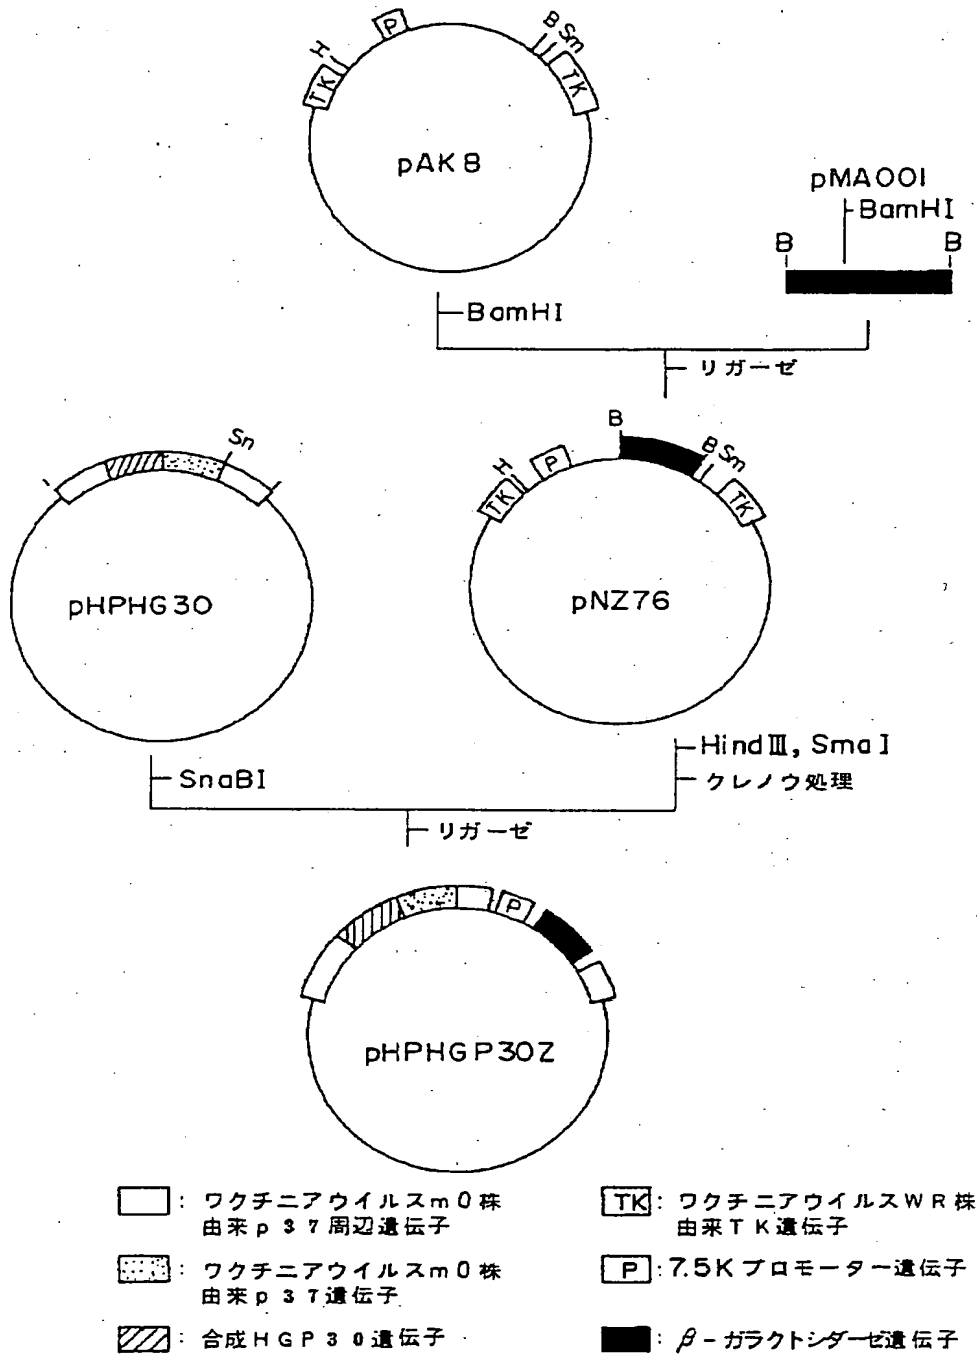 P
H
B Sm
TK
TK
pAK8
pMA001
BamHI
B
B
BamHI
リガーゼ
Sn
B
B Sm
H
P
TK
TK
pHPHG30
pNZ76
SnaBI
HindⅢ, SmaI
クレノウ処理
リガーゼ
P
pHPHGP30Z
: ワクチニアウイルスmO株
由来p37周辺遺伝子
: ワクチニアウイルスmO株
由来p37遺伝子
: 合成HGP30遺伝子
TK: ワクチニアウイルスWR株
由来TK遺伝子
P: 7.5Kプロモーター遺伝子
: β-ガラクトシダーゼ遺伝子